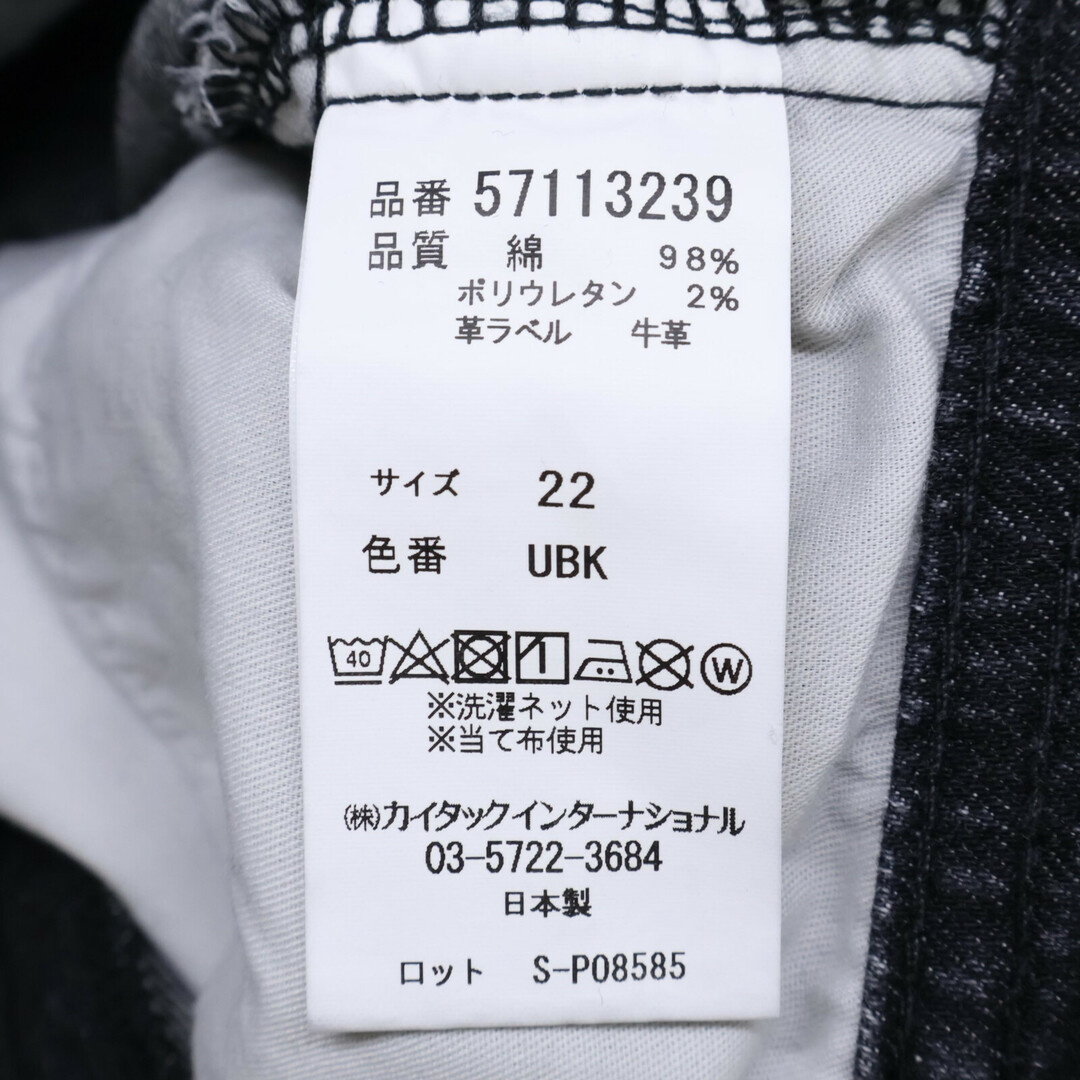 品番 57113239
品質 綿 98%
ポリウレタン 2%
革ラベル 牛革
サイズ 22
色番 UBK
40 W
※洗濯ネット使用
※当て布使用
(株)カイタックインターナショナル
03-5722-3684
日本製
ロット S-P08585